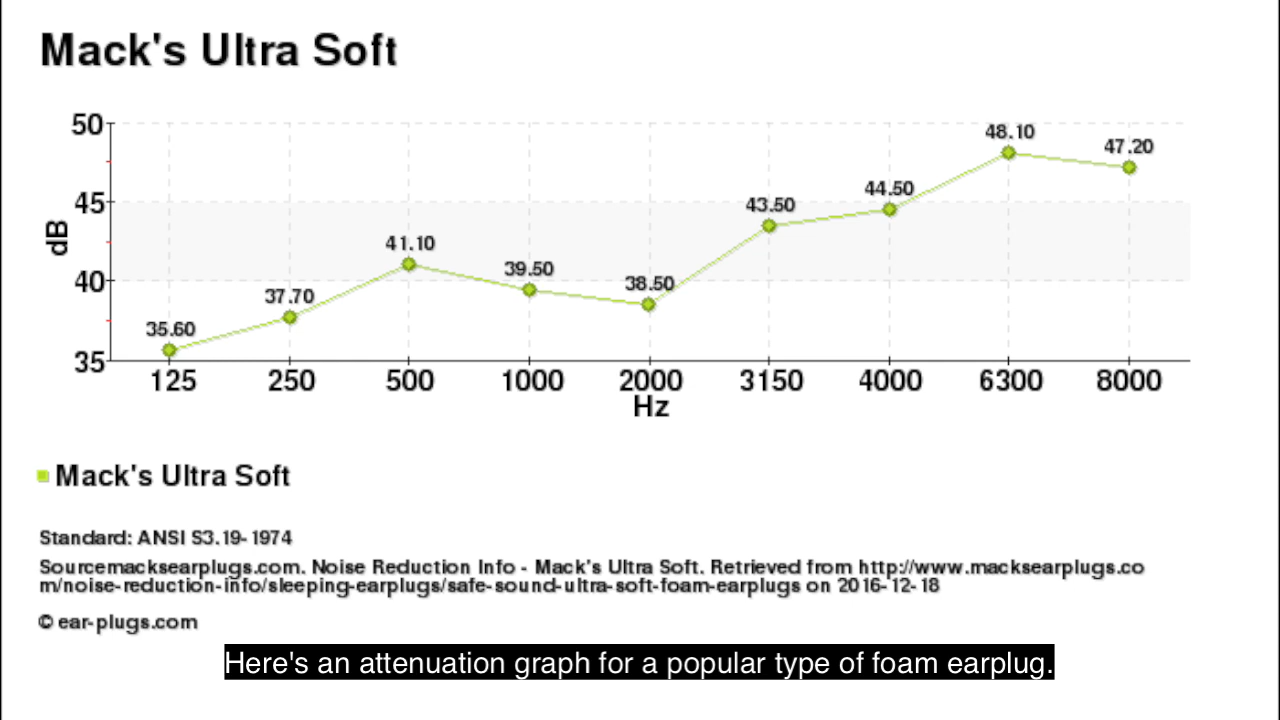 Mack's Ultra Soft
50
48.10
47.20
45
44.50
43.50
dB
41.10
40
39.50
38.50
37.70
35.60
35
125 250 500 1000 2000 3150 4000 6300 8000
Hz
Mack's Ultra Soft
Standard: ANSI S3.19-1974
Sourcemacksearplugs.com. Noise Reduction Info - Mack's Ultra Soft. Retrieved from http://www.macksearplugs.co
m/noise-reduction-info/sleeping-earplugs/safe-sound-ultra-soft-foam-earplugs on 2016-12-18
© ear-plugs.com
Here's an attenuation graph for a popular type of foam earplug.